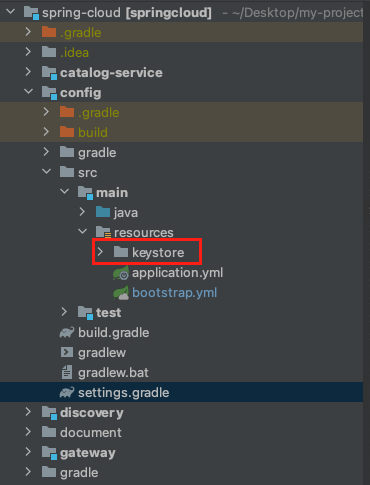 spring-cloud [springcloud] - ~/Desktop/my-project
.gradle
.idea
catalog-service
config
.gradle
build
gradle
src
main
java
resources
keystore
application.yml
bootstrap.yml
test
build.gradle
gradlew
gradlew.bat
settings.gradle
discovery
document
gateway
gradle